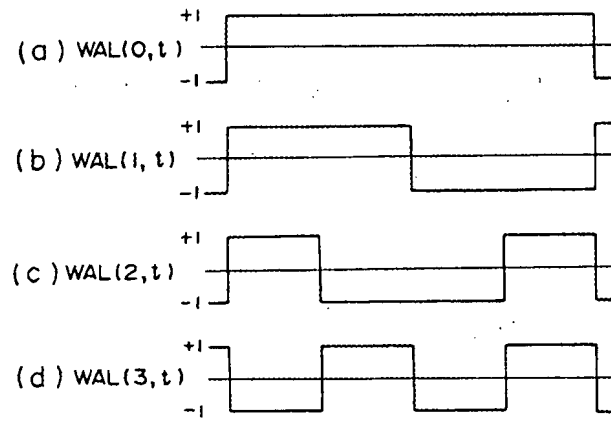 +1
(a) WAL(0,t)
-1
+1
(b) WAL(1,t)
-1
+1
(c) WAL(2,t)
-1
+1
(d) WAL(3,t)
-1